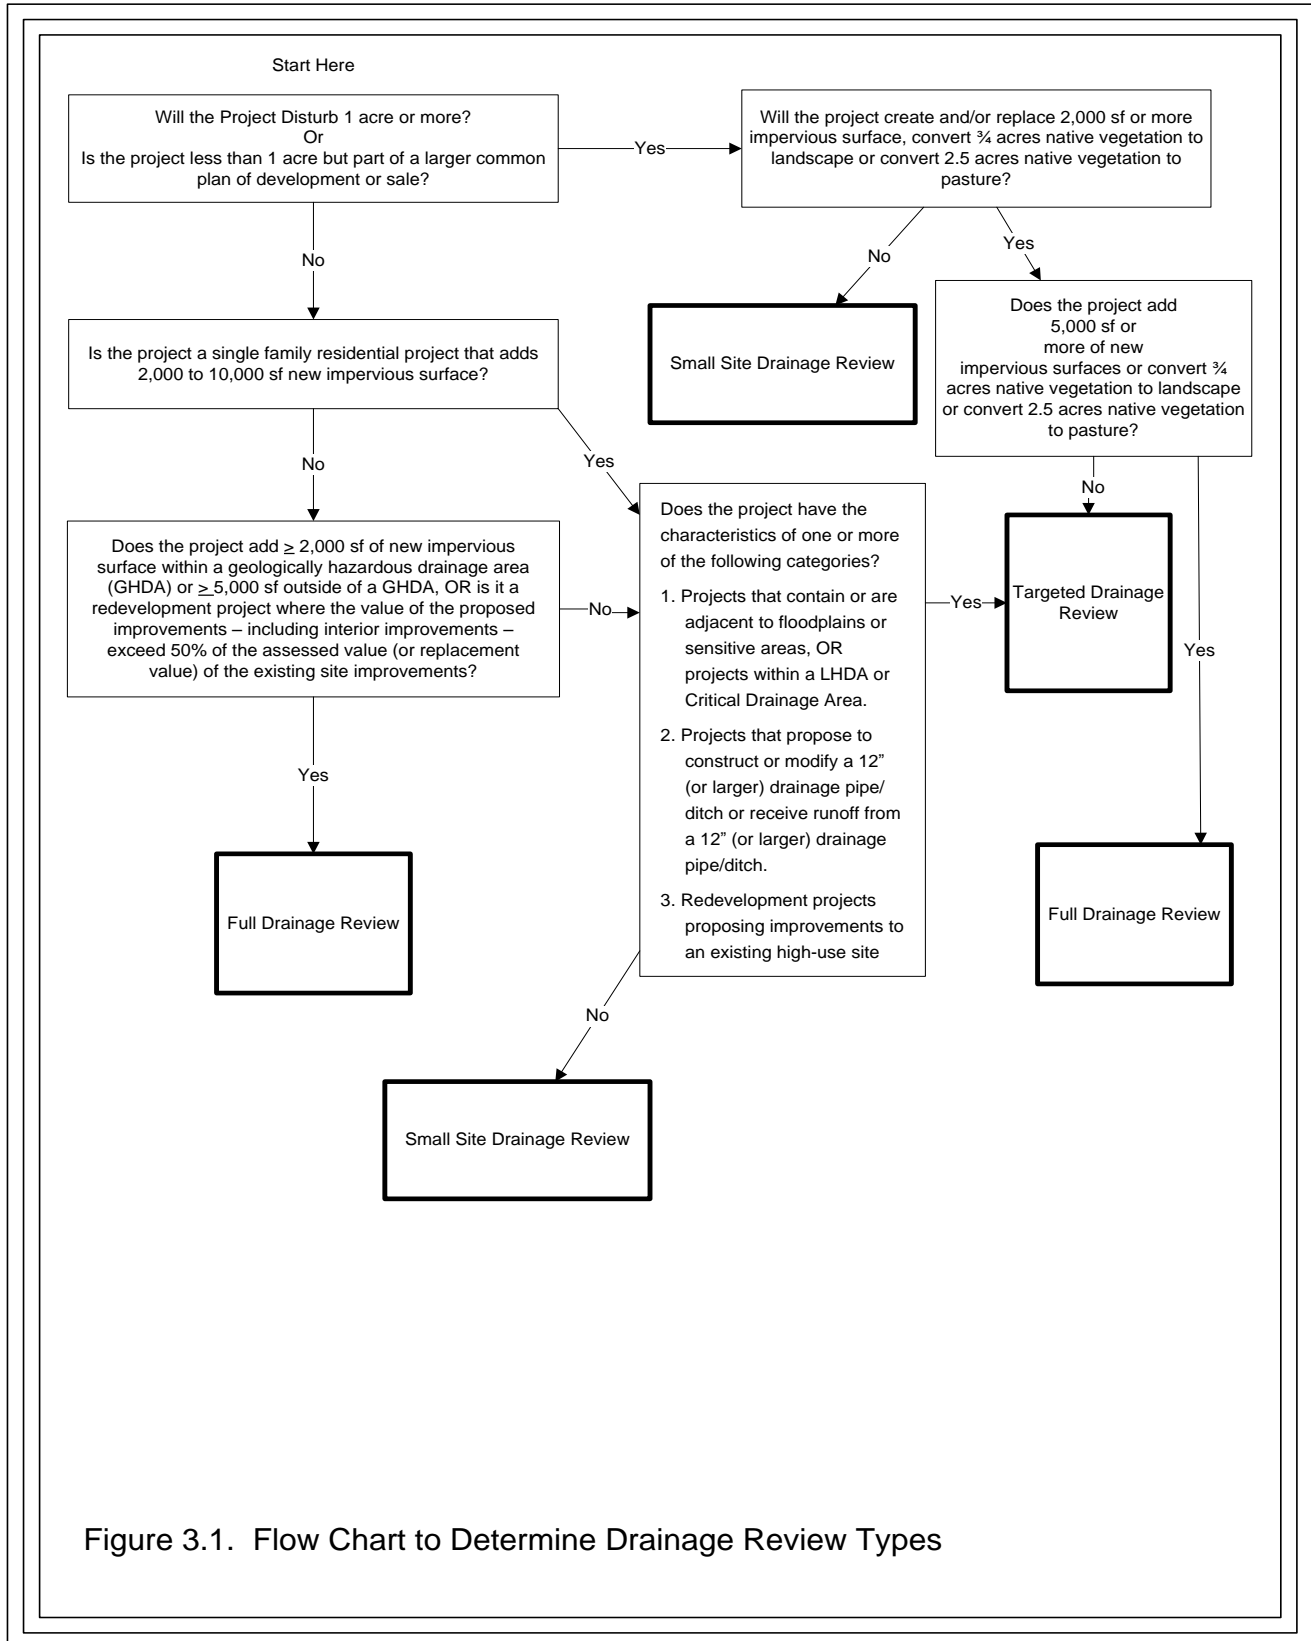 Start Here
Will the Project Disturb 1 acre or more?
Or
Is the project less than 1 acre but part of a larger common
plan of development or sale?
Yes
Will the project create and/or replace 2,000 sf or more
impervious surface, convert ¾ acres native vegetation to
landscape or convert 2.5 acres native vegetation to
pasture?
No
No
Yes
Is the project a single family residential project that adds
2,000 to 10,000 sf new impervious surface?
Small Site Drainage Review
Does the project add
5,000 sf or
more of new
impervious surfaces or convert ¾
acres native vegetation to landscape
or convert 2.5 acres native vegetation
to pasture?
No
Yes
No
Yes
Does the project add ≥ 2,000 sf of new impervious
surface within a geologically hazardous drainage area
(GHDA) or ≥ 5,000 sf outside of a GHDA, OR is it a
redevelopment project where the value of the proposed
improvements – including interior improvements –
exceed 50% of the assessed value (or replacement
value) of the existing site improvements?
No
Does the project have the
characteristics of one or more
of the following categories?
1. Projects that contain or are
adjacent to floodplains or
sensitive areas, OR
projects within a LHDA or
Critical Drainage Area.
2. Projects that propose to
construct or modify a 12”
(or larger) drainage pipe/
ditch or receive runoff from
a 12” (or larger) drainage
pipe/ditch.
3. Redevelopment projects
proposing improvements to
an existing high-use site
Yes
Targeted Drainage
Review
Yes
Full Drainage Review
Full Drainage Review
No
Small Site Drainage Review
Figure 3.1. Flow Chart to Determine Drainage Review Types